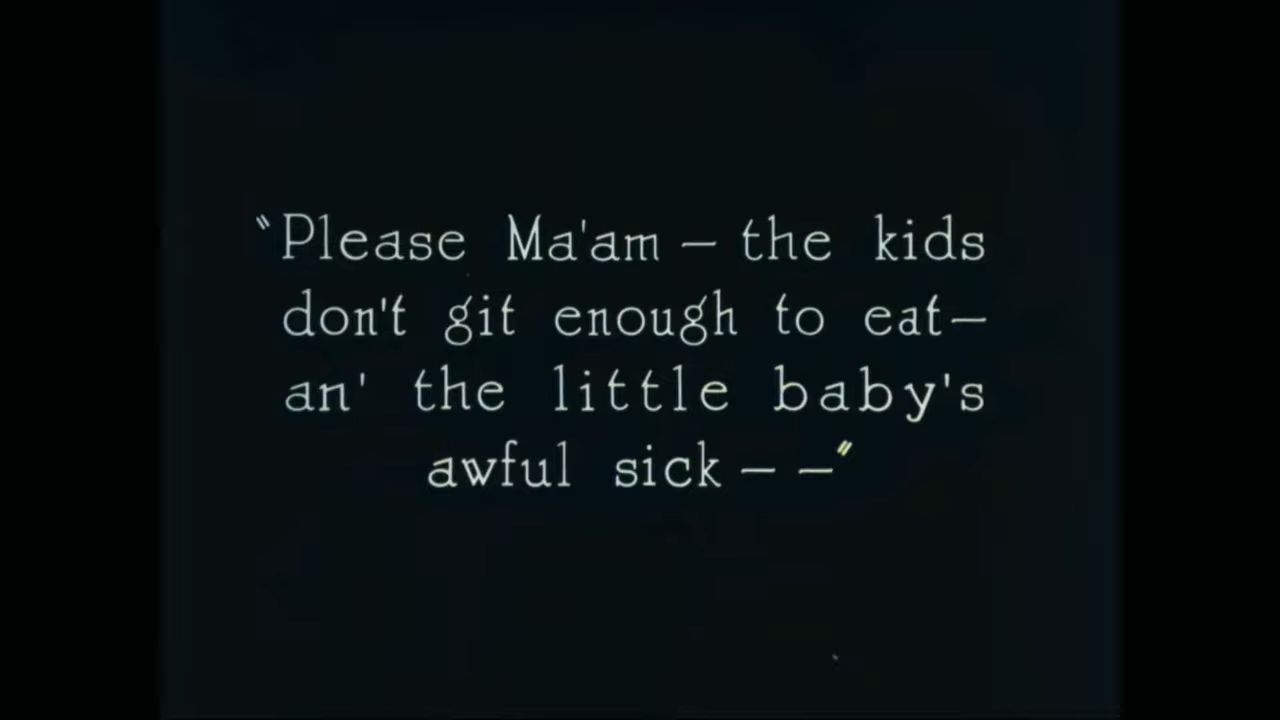 "Please Ma'am — the kids
don't git enough to eat—
an' the little baby's
awful sick — —"